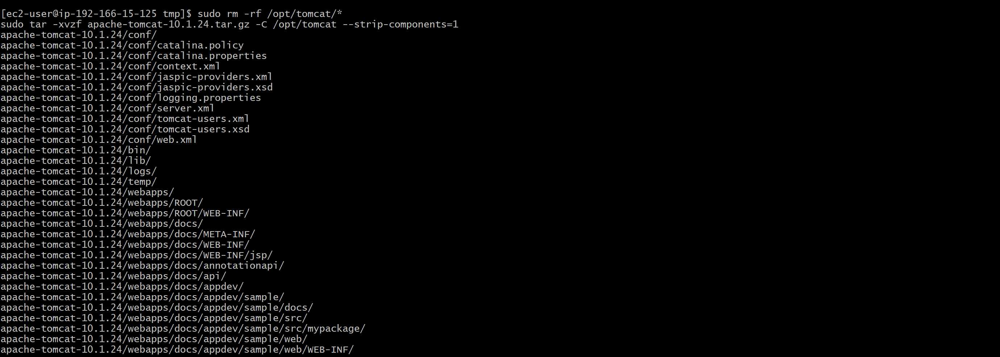 [ec2-user@ip-192-166-15-125 tmp]$ sudo rm -rf /opt/tomcat/*
sudo tar -xvzf apache-tomcat-10.1.24.tar.gz -C /opt/tomcat --strip-components=1
apache-tomcat-10.1.24/conf/
apache-tomcat-10.1.24/conf/catalina.policy
apache-tomcat-10.1.24/conf/catalina.properties
apache-tomcat-10.1.24/conf/context.xml
apache-tomcat-10.1.24/conf/jaspic-providers.xml
apache-tomcat-10.1.24/conf/jaspic-providers.xsd
apache-tomcat-10.1.24/conf/logging.properties
apache-tomcat-10.1.24/conf/server.xml
apache-tomcat-10.1.24/conf/tomcat-users.xml
apache-tomcat-10.1.24/conf/tomcat-users.xsd
apache-tomcat-10.1.24/conf/web.xml
apache-tomcat-10.1.24/bin/
apache-tomcat-10.1.24/lib/
apache-tomcat-10.1.24/logs/
apache-tomcat-10.1.24/temp/
apache-tomcat-10.1.24/webapps/
apache-tomcat-10.1.24/webapps/ROOT/
apache-tomcat-10.1.24/webapps/ROOT/WEB-INF/
apache-tomcat-10.1.24/webapps/docs/
apache-tomcat-10.1.24/webapps/docs/META-INF/
apache-tomcat-10.1.24/webapps/docs/WEB-INF/
apache-tomcat-10.1.24/webapps/docs/WEB-INF/jsp/
apache-tomcat-10.1.24/webapps/docs/annotationapi/
apache-tomcat-10.1.24/webapps/docs/api/
apache-tomcat-10.1.24/webapps/docs/appdev/
apache-tomcat-10.1.24/webapps/docs/appdev/sample/
apache-tomcat-10.1.24/webapps/docs/appdev/sample/docs/
apache-tomcat-10.1.24/webapps/docs/appdev/sample/src/
apache-tomcat-10.1.24/webapps/docs/appdev/sample/src/mypackage/
apache-tomcat-10.1.24/webapps/docs/appdev/sample/web/
apache-tomcat-10.1.24/webapps/docs/appdev/sample/web/WEB-INF/